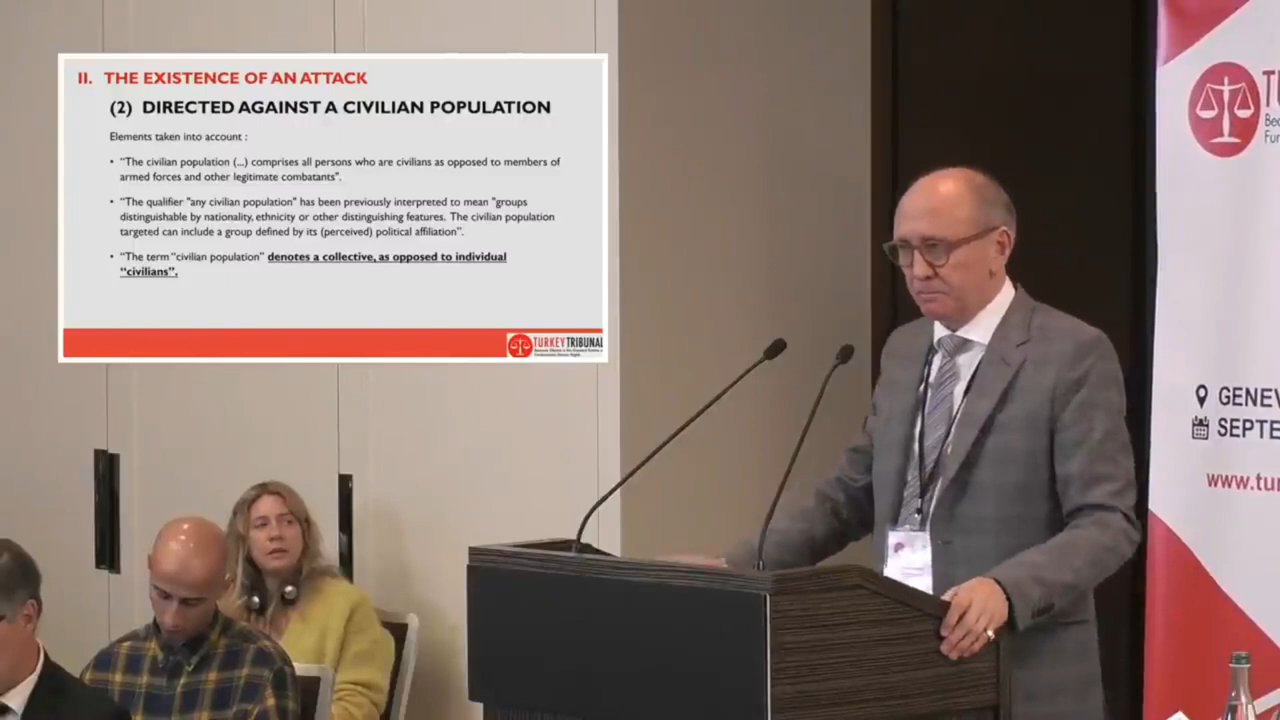 II. THE EXISTENCE OF AN ATTACK
(2) DIRECTED AGAINST A CIVILIAN POPULATION
Elements taken into account :
• "The civilian population (...) comprises all persons who are civilians as opposed to members of
armed forces and other legitimate combatants".
• "The qualifier "any civilian population" has been previously interpreted to mean "groups
distinguishable by nationality, ethnicity or other distinguishing features. The civilian population
targeted can include a group defined by its (perceived) political affiliation".
• "The term "civilian population" denotes a collective, as opposed to individual
"civilians".
TURKEY TRIBUNAL
GENEV
SEPTE
www.tur